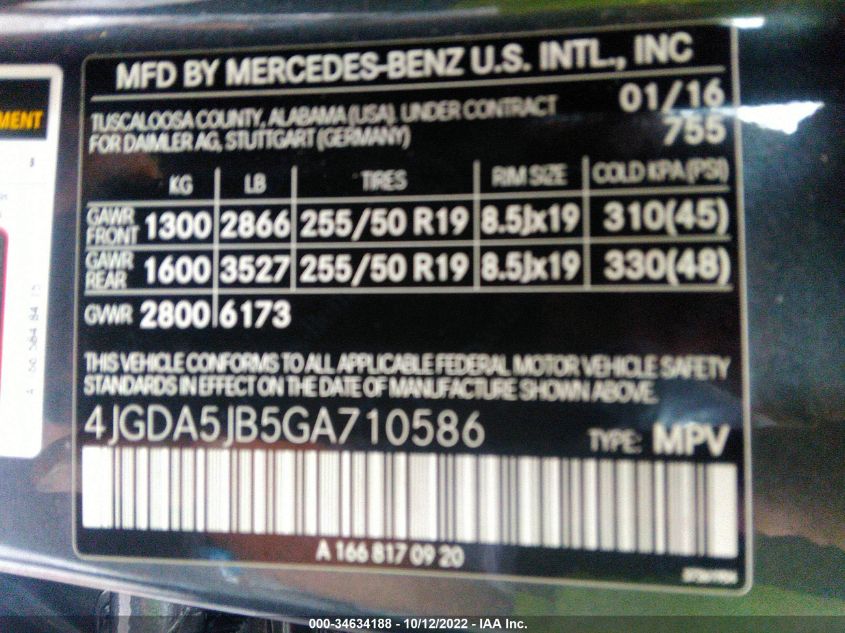 MFD BY MERCEDES-BENZ U.S. INTL., INC
TUSCALOOSA COUNTY, ALABAMA (USA), UNDER CONTRACT 01/16
FOR DAIMLER AG, STUTTGART (GERMANY) 755
KG LB TIRES RIM SIZE COLD KPA (PSI)
GAWR FRONT 1300 2866 255/50 R19 8.5Jx19 310(45)
GAWR REAR 1600 3527 255/50 R19 8.5Jx19 330(48)
GVWR 2800 6173
THIS VEHICLE CONFORMS TO ALL APPLICABLE FEDERAL MOTOR VEHICLE SAFETY
STANDARDS IN EFFECT ON THE DATE OF MANUFACTURE SHOWN ABOVE.
4JGDA5JB5GA710586 TYPE: MPV
A 166 817 09 20
000-34634188 - 10/12/2022 - IAA Inc.